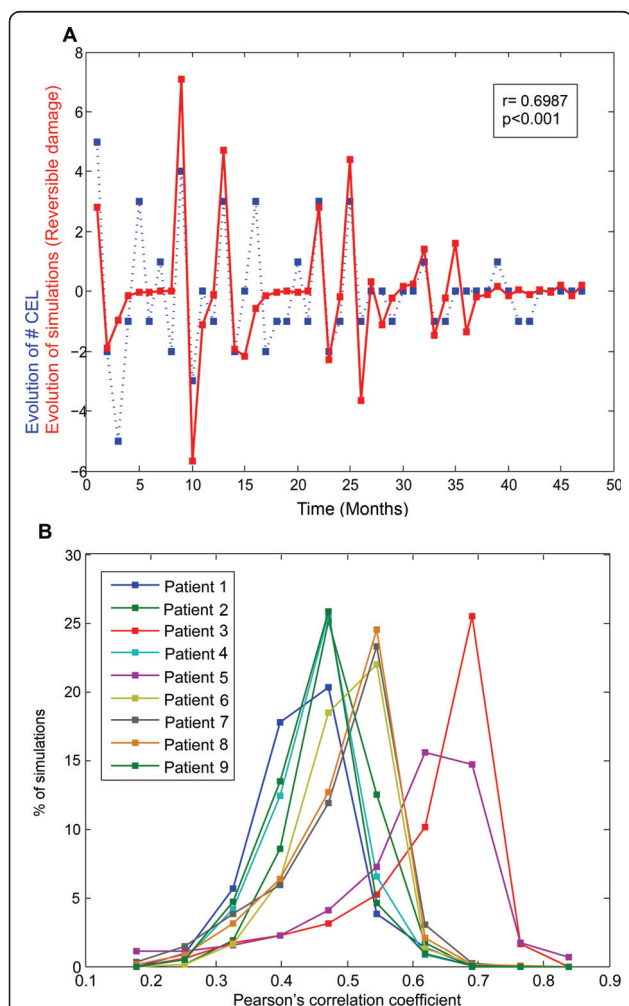 A
Evolution of # CEL
Evolution of simulations (Reversible damage)
8
6
4
2
0
−2
−4
−6
r= 0.6987
p<0.001
0 5 10 15 20 25 30 35 40 45 50
Time (Months)
B
% of simulations
30
25
20
15
10
5
0
Patient 1
Patient 2
Patient 3
Patient 4
Patient 5
Patient 6
Patient 7
Patient 8
Patient 9
0.1 0.2 0.3 0.4 0.5 0.6 0.7 0.8 0.9
Pearson's correlation coefficient